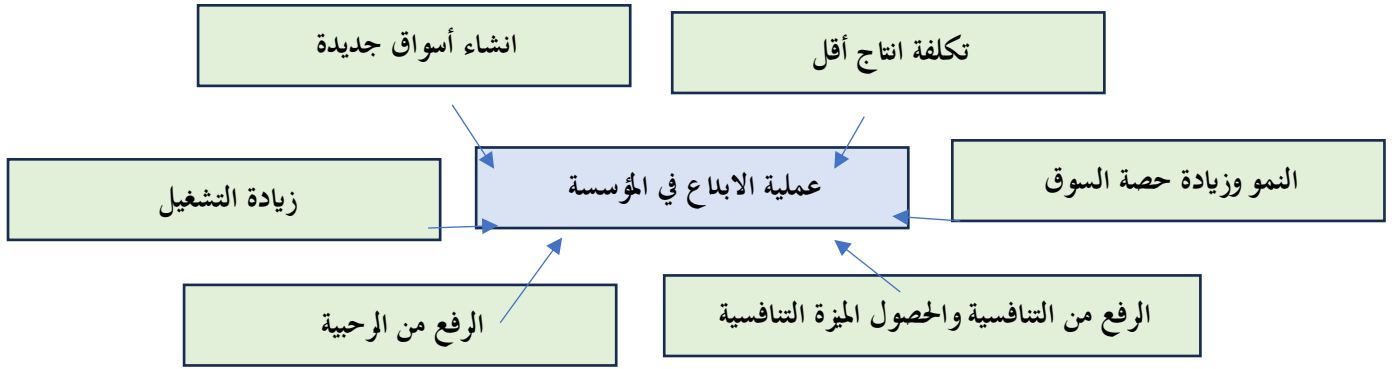 تكلفة انتاج أقل
انشاء أسواق جديدة
النمو وزيادة حصة السوق
عملية الابداع في المؤسسة
زيادة التشغيل
الرفع من التنافسية والحصول الميزة التنافسية
الرفع من الرحبية